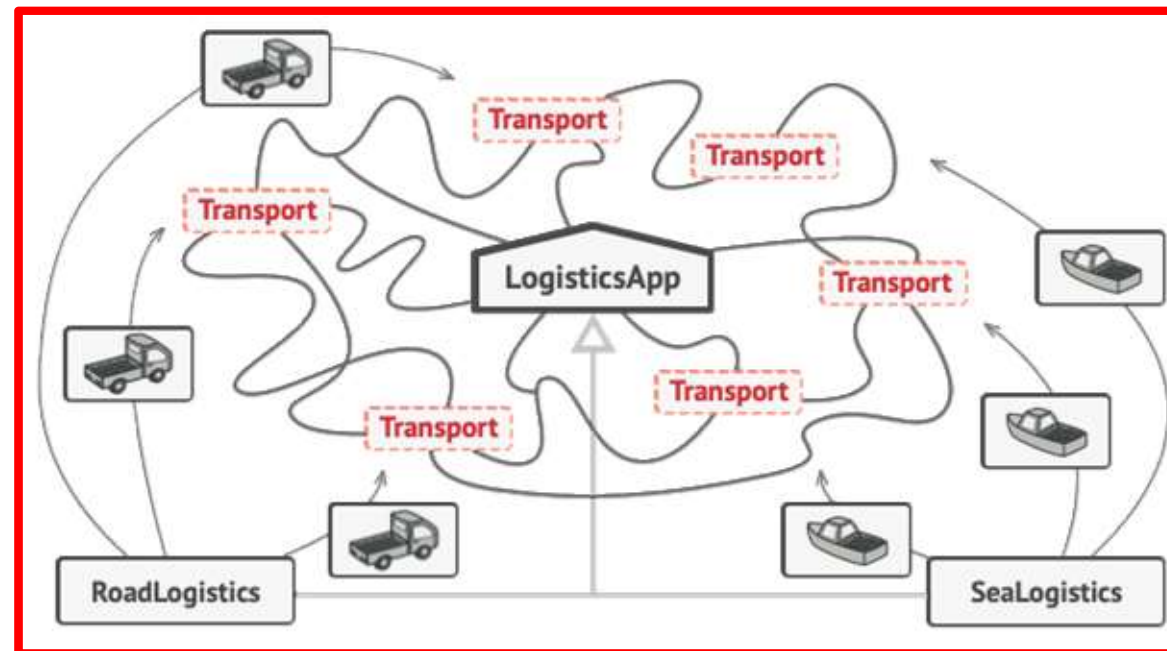 Transport
Transport
Transport
LogisticsApp
Transport
Transport
Transport
RoadLogistics
SeaLogistics